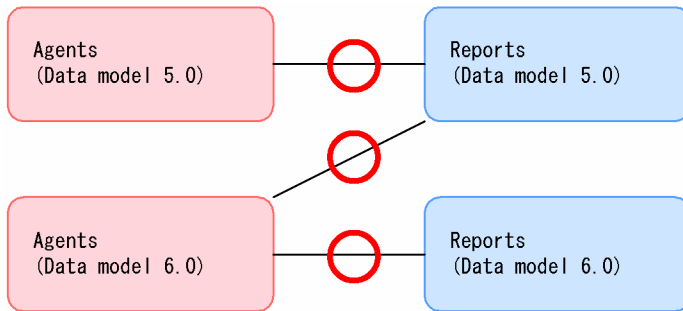 Agents
(Data model 5.0)
Reports
(Data model 5.0)
Agents
(Data model 6.0)
Reports
(Data model 6.0)